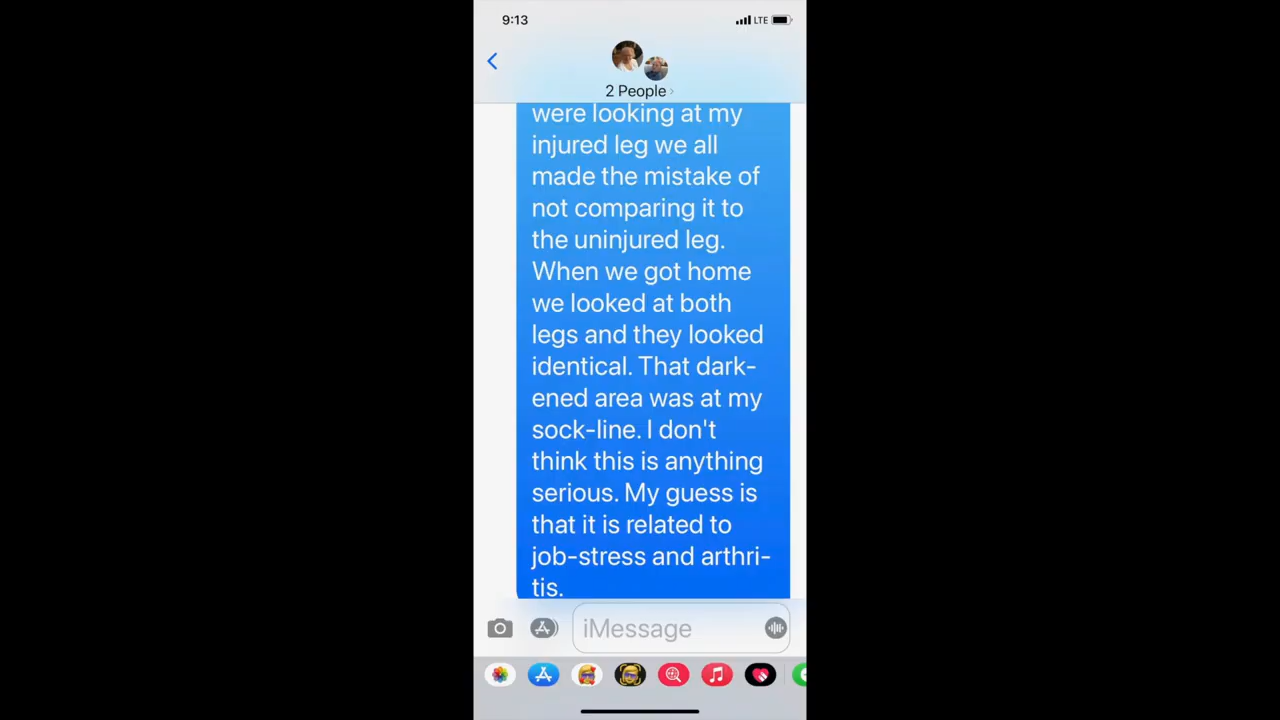 9:13
LTE
2 People
were looking at my
injured leg we all
made the mistake of
not comparing it to
the uninjured leg.
When we got home
we looked at both
legs and they looked
identical. That dark-
ened area was at my
sock-line. I don't
think this is anything
serious. My guess is
that it is related to
job-stress and arthri-
tis.
iMessage